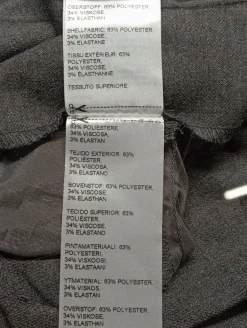 OBERSTOFF: 63% POLYESTER,
34% VISKOSE,
3% ELASTHAN
SHELLFABRIC: 63% POLYESTER,
34% VISCOSE,
3% ELASTANE
TISSU EXTÉRIEUR: 63%
POLYESTER,
34% VISCOSE,
3% ELASTHANNE
TESSUTO SUPERIORE:
63% POLIESTERE,
34% VISCOSA,
3% ELASTAN
TEJIDO EXTERIOR: 63%
POLIÉSTER,
34% VISCOSA,
3% ELASTANO
BOVENSTOF: 63% POLYESTER,
34% VISCOSE,
3% ELASTAN
TECIDO SUPERIOR: 63%
POLIÉSTER,
34% VISCOSE,
3% ELASTANO
PINTAMATERIAALI: 63%
POLYESTERI,
34% VISKOOSI,
3% ELASTAANI
YTMATERIAL: 63% POLYESTER,
34% VISKOS,
3% ELASTAN
OVERSTOF: 63% POLYESTER,
34% VISKOSE,
3% ELASTHAN